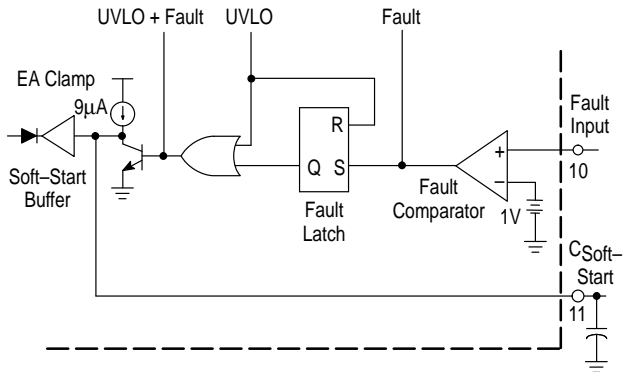 UVLO + Fault
UVLO
Fault
EA Clamp
9µA
Fault
Input
R
Q
S
+
–
10
Soft–Start
Buffer
Fault
Comparator
1V
Fault
Latch
CSoft–
Start
11